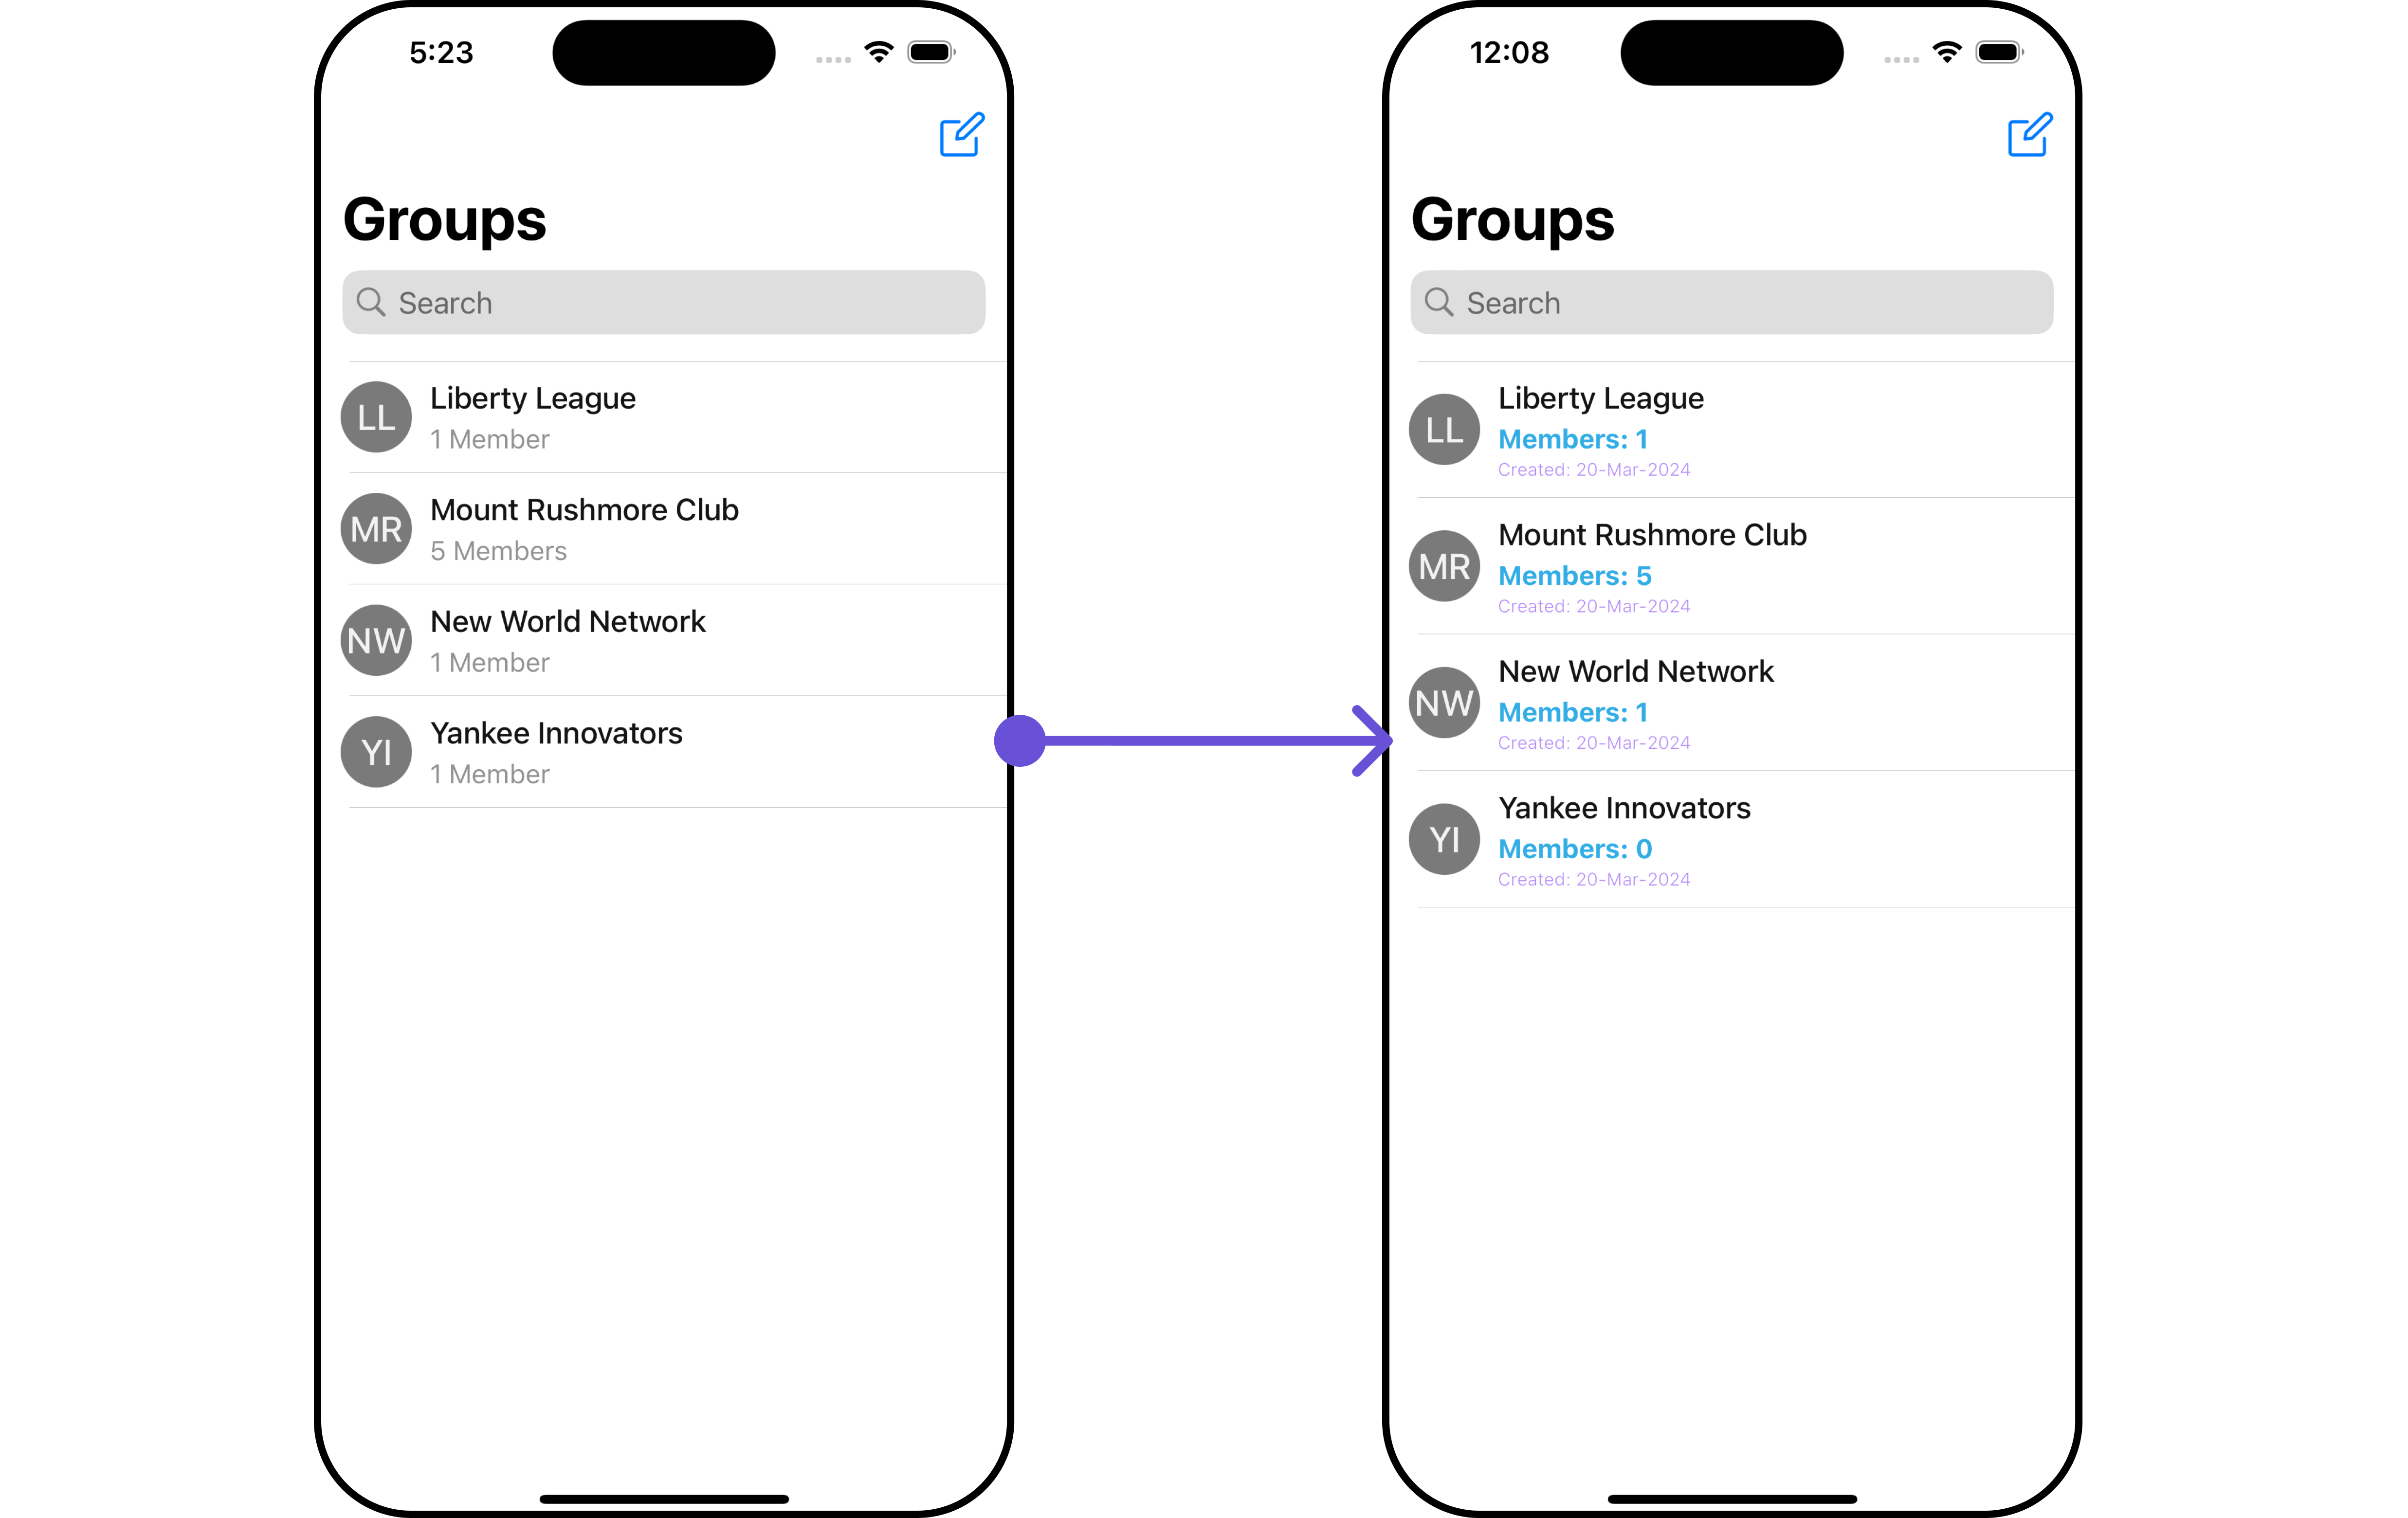 5:23
Groups
Search
LL
Liberty League
1 Member
MR
Mount Rushmore Club
5 Members
NW
New World Network
1 Member
YI
Yankee Innovators
1 Member
12:08
Groups
Search
LL
Liberty League
Members: 1
Created: 20-Mar-2024
MR
Mount Rushmore Club
Members: 5
Created: 20-Mar-2024
NW
New World Network
Members: 1
Created: 20-Mar-2024
YI
Yankee Innovators
Members: 0
Created: 20-Mar-2024